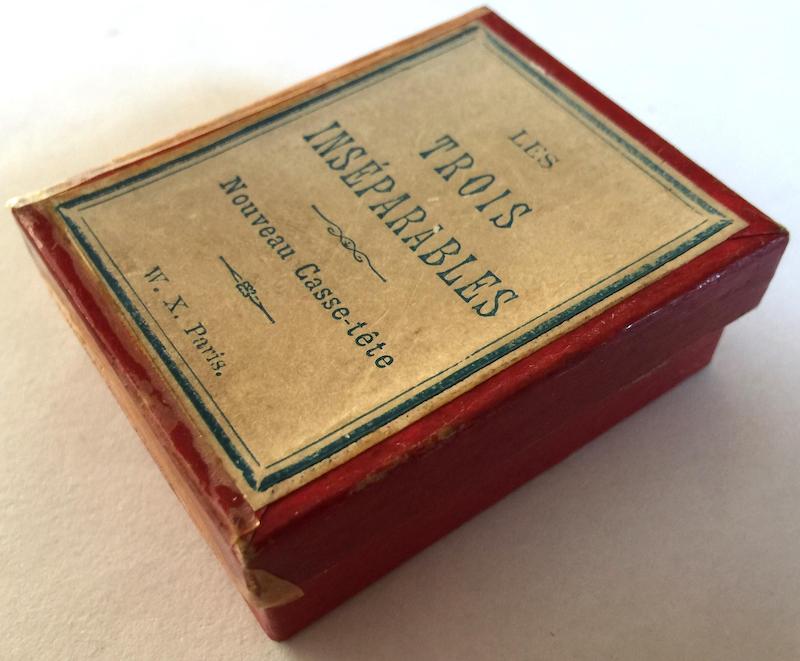 LES
TROIS
INSÉPARABLES
Nouveau Casse-tête
W. X. Paris.